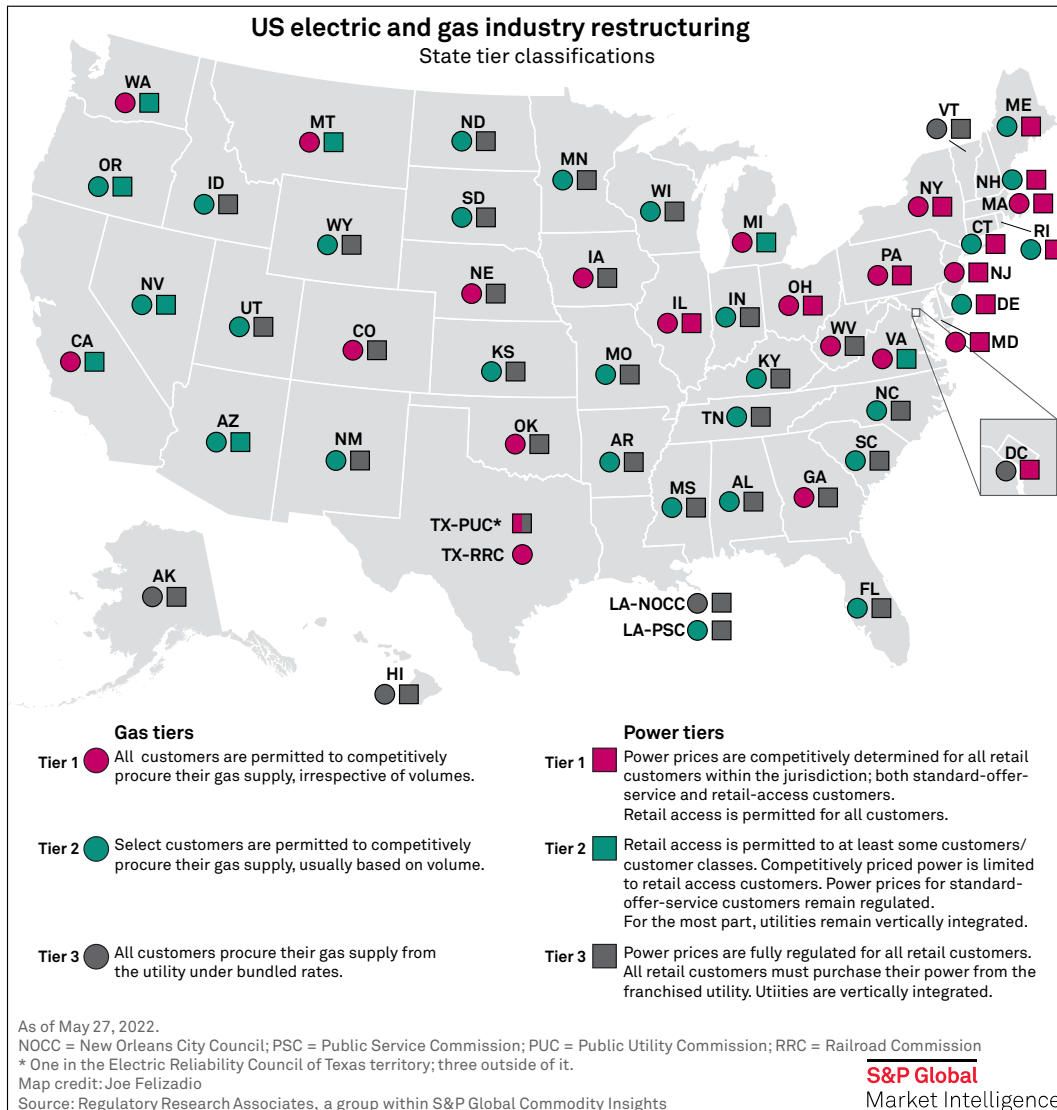 US electric and gas industry restructuring
State tier classifications
WA
MT
ND
VT
ME
OR
ID
MN
WI
NY
NH
MA
SD
WY
MI
CT
RI
NV
UT
NE
IA
PA
NJ
IL
IN
OH
DE
CA
CO
WV
VA
MD
KS
MO
KY
AZ
NM
OK
AR
TN
NC
SC
DC
MS
AL
GA
TX-PUC*
TX-RRC
AK
LA-NOCC
LA-PSC
FL
HI
Gas tiers
Tier 1
All customers are permitted to competitively
procure their gas supply, irrespective of volumes.
Tier 2
Select customers are permitted to competitively
procure their gas supply, usually based on volume.
Tier 3
All customers procure their gas supply from
the utility under bundled rates.
Power tiers
Tier 1
Power prices are competitively determined for all retail
customers within the jurisdiction; both standard-offer-
service and retail-access customers.
Retail access is permitted for all customers.
Tier 2
Retail access is permitted to at least some customers/
customer classes. Competitively priced power is limited
to retail access customers. Power prices for standard-
offer-service customers remain regulated.
For the most part, utilities remain vertically integrated.
Tier 3
Power prices are fully regulated for all retail customers.
All retail customers must purchase their power from the
franchised utility. Utiities are vertically integrated.
As of May 27, 2022.
NOCC = New Orleans City Council; PSC = Public Service Commission; PUC = Public Utility Commission; RRC = Railroad Commission
* One in the Electric Reliability Council of Texas territory; three outside of it.
Map credit: Joe Felizadio
Source: Regulatory Research Associates, a group within S&P Global Commodity Insights
S&P Global
Market Intelligence